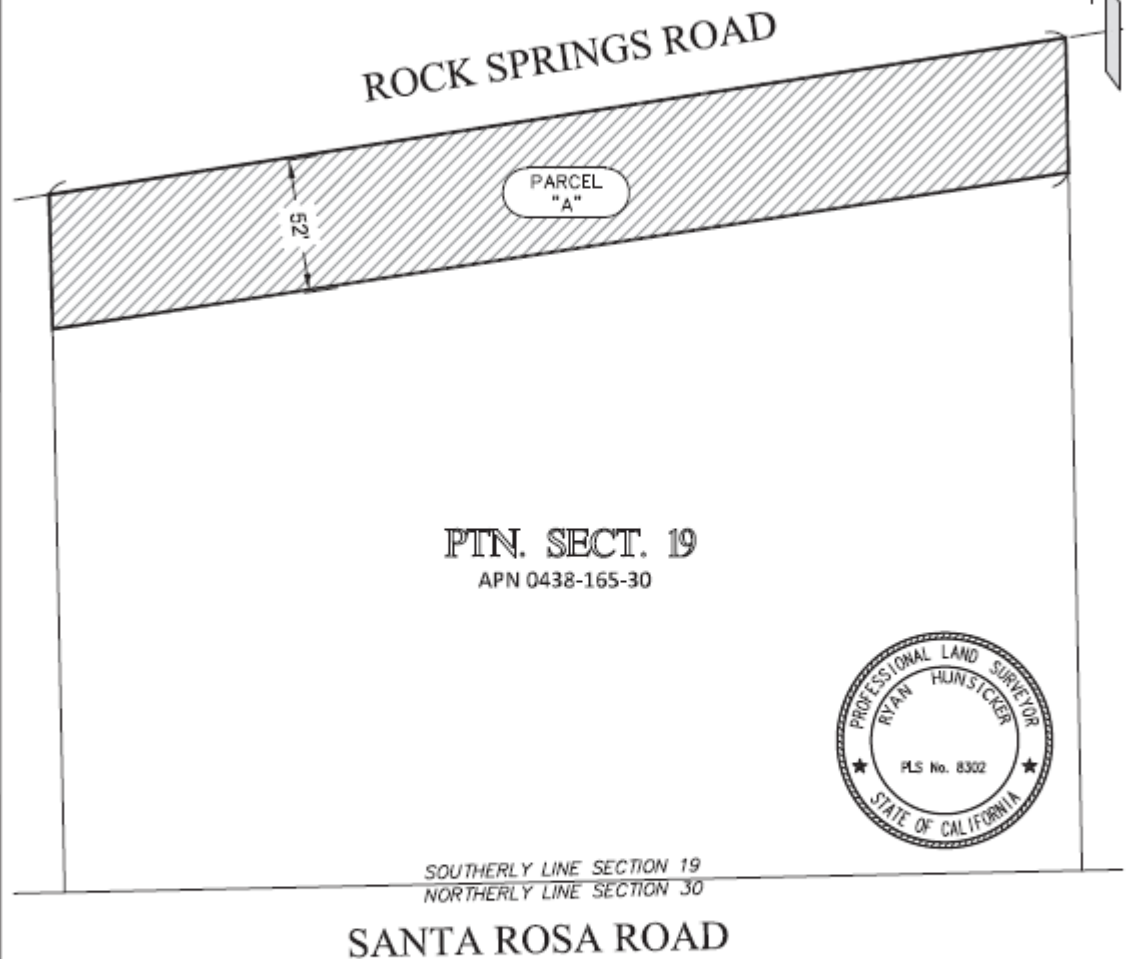 ROCK SPRINGS ROAD
PARCEL
"A"
52'
PTN. SECT. 19
APN 0438-165-30
PROFESSIONAL LAND SURVEYOR
RYAN HUNSICKER
PLS No. 8302
STATE OF CALIFORNIA
SOUTHERLY LINE SECTION 19
NORTHERLY LINE SECTION 30
SANTA ROSA ROAD